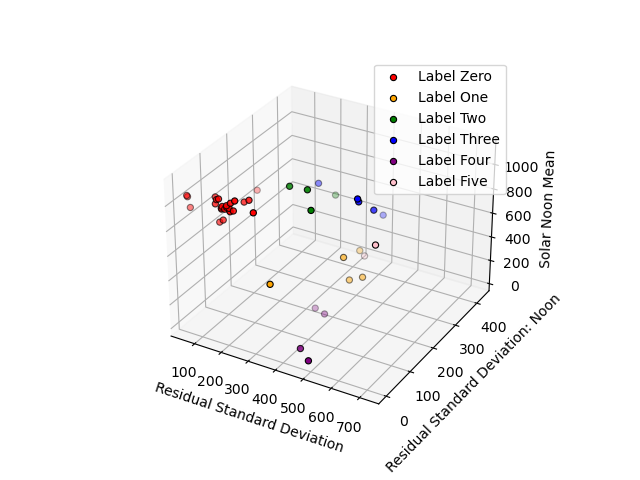 Label Zero
Label One
Label Two
Label Three
Label Four
Label Five
1000
800
600
400
200
0
Solar Noon Mean
400
300
200
100
0
Residual Standard Deviation: Noon
100
200
300
400
500
600
700
Residual Standard Deviation